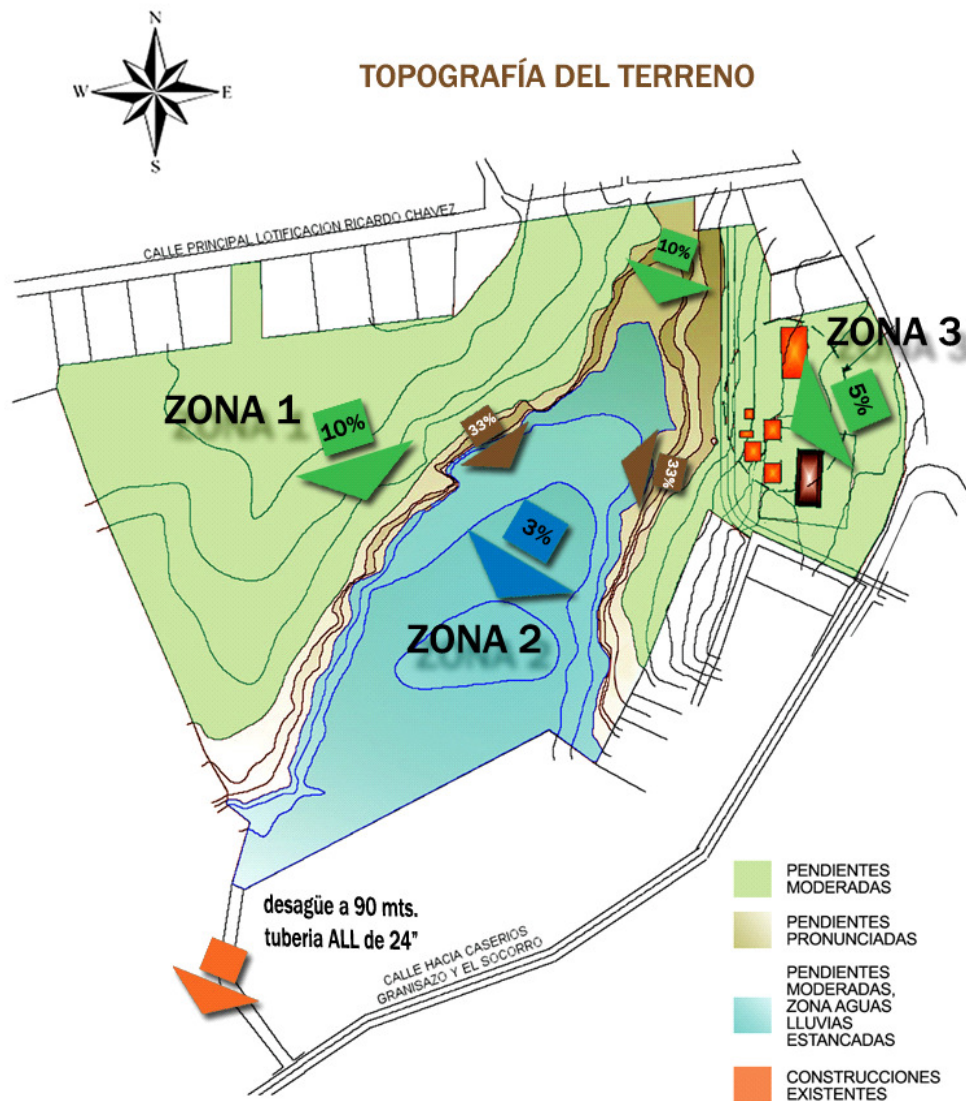 N
W E
S
TOPOGRAFÍA DEL TERRENO
CALLE PRINCIPAL LOTIFICACION RICARDO CHAVEZ
10%
ZONA 3
5%
ZONA 1
10%
33%
33%
3%
ZONA 2
desagüe a 90 mts.
tuberia ALL de 24"
CALLE HACIA CASERIOS
GRANISAZO Y EL SOCORRO
PENDIENTES
MODERADAS
PENDIENTES
PRONUNCIADAS
PENDIENTES
MODERADAS,
ZONA AGUAS
LLUVIAS
ESTANCADAS
CONSTRUCCIONES
EXISTENTES